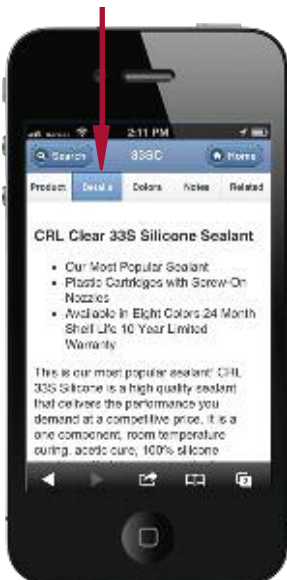 2:11 PM
Search 33SC Home
Product Details Colors Notes Related
CRL Clear 33S Silicone Sealant
• Our Most Popular Sealant
• Plastic Cartridges with Screw-On
Nozzles
• Available in Eight Colors 24 Month
Shelf Life 10 Year Limited
Warranty
This is our most popular sealant! CRL
33S Silicone is a high quality sealant
that delivers the performance you
demand at a competitive price. It is a
one component, room temperature
curing, acetic cure, 100% silicone